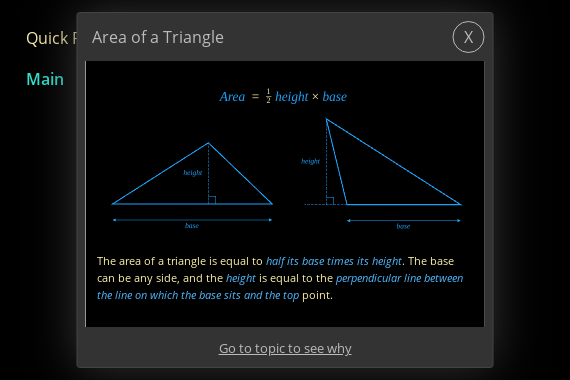 Quick
Area of a Triangle
X
Main
Area = 1/2 height × base
height
base
height
base
The area of a triangle is equal to half its base times its height. The base
can be any side, and the height is equal to the perpendicular line between
the line on which the base sits and the top point.
Go to topic to see why